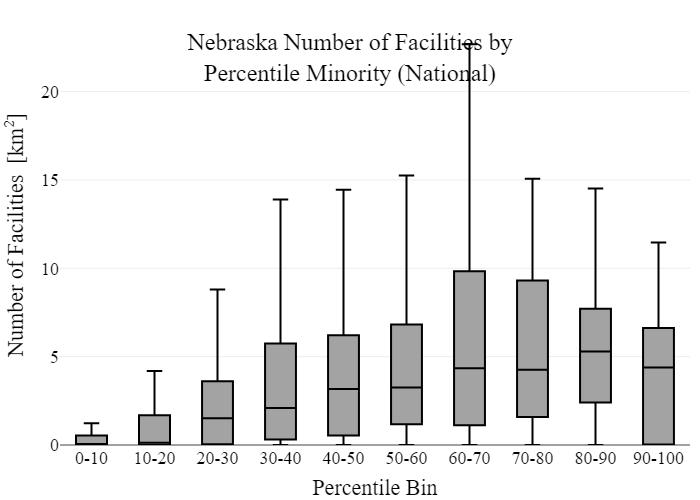 Nebraska Number of Facilities by
Percentile Minority (National)
Number of Facilities [km²]
20
15
10
5
0
0-10 10-20 20-30 30-40 40-50 50-60 60-70 70-80 80-90 90-100
Percentile Bin